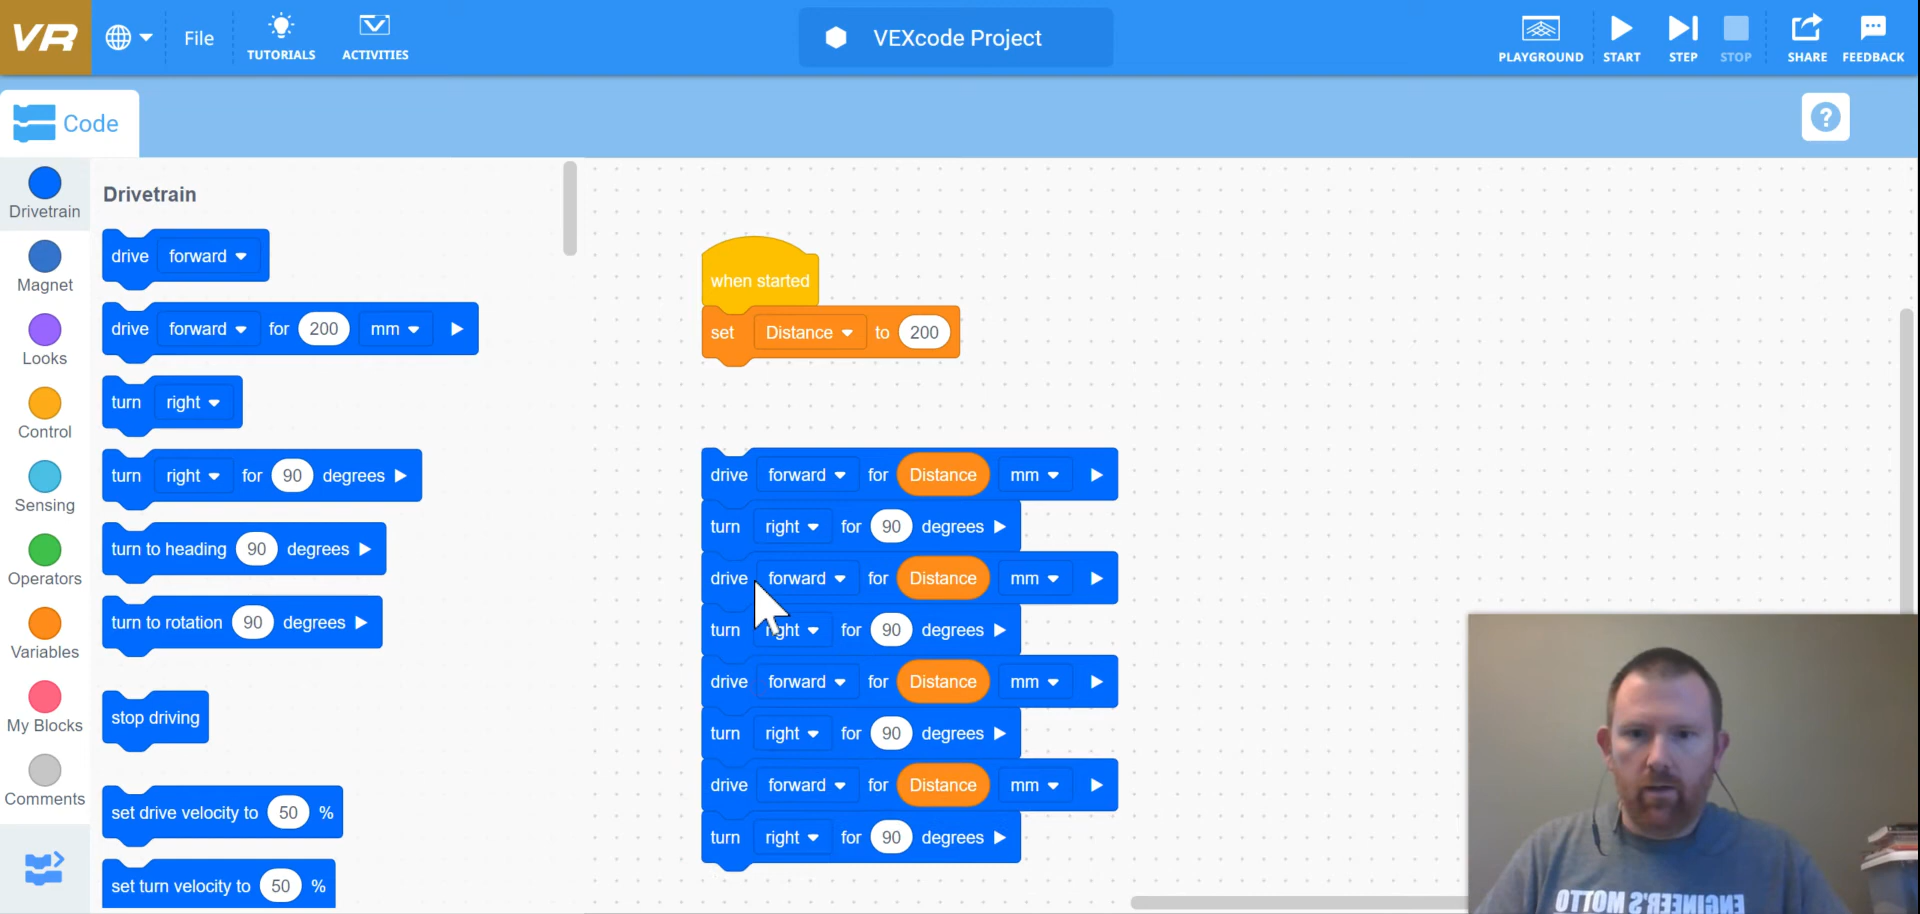 VR
File
TUTORIALS
ACTIVITIES
VEXcode Project
PLAYGROUND
START
STEP
STOP
SHARE
FEEDBACK
Code
?
Drivetrain
Magnet
Looks
Control
Sensing
Operators
Variables
My Blocks
Comments
Drivetrain
drive forward
drive forward for 200 mm
turn right
turn right for 90 degrees
turn to heading 90 degrees
turn to rotation 90 degrees
stop driving
set drive velocity to 50 %
set turn velocity to 50 %
when started
set Distance to 200
drive forward for Distance mm
turn right for 90 degrees
drive forward for Distance mm
turn right for 90 degrees
drive forward for Distance mm
turn right for 90 degrees
drive forward for Distance mm
turn right for 90 degrees
ENGINEER'S MOTTO